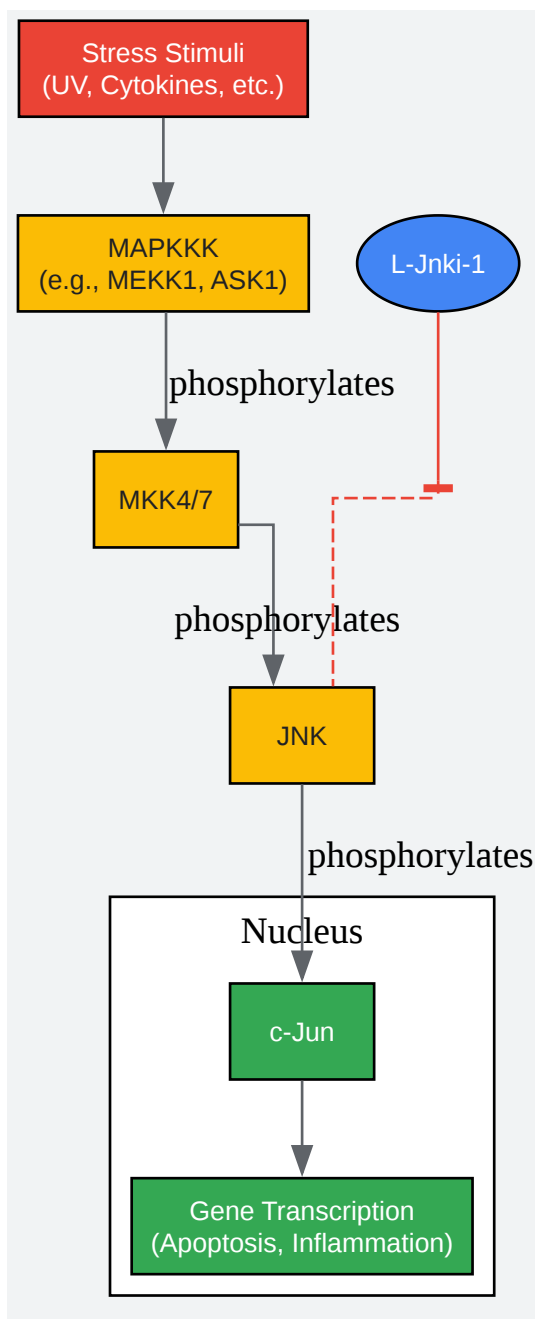 Stress Stimuli
(UV, Cytokines, etc.)
MAPKKK
(e.g., MEKK1, ASK1)
L-Jnki-1
phosphorylates
MKK4/7
phosphorylates
JNK
phosphorylates
Nucleus
c-Jun
Gene Transcription
(Apoptosis, Inflammation)